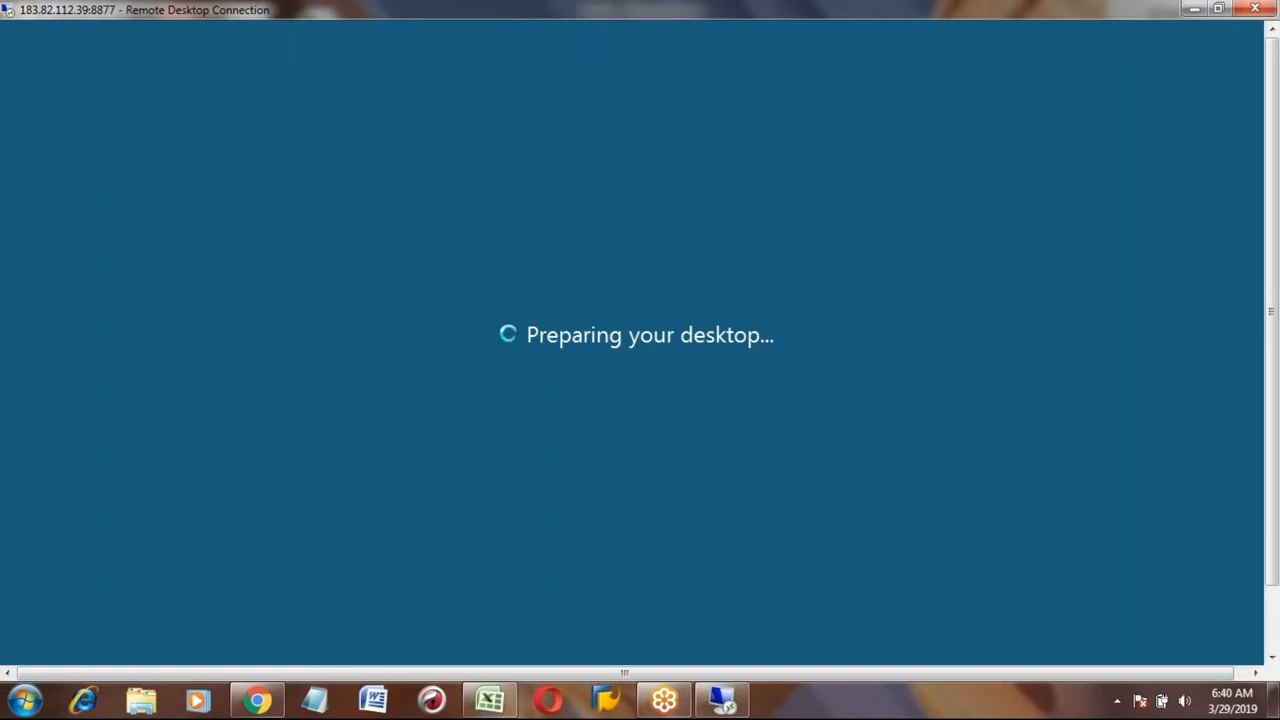 183.82.112.39:8877 - Remote Desktop Connection
Preparing your desktop...
6:40 AM
3/29/2019